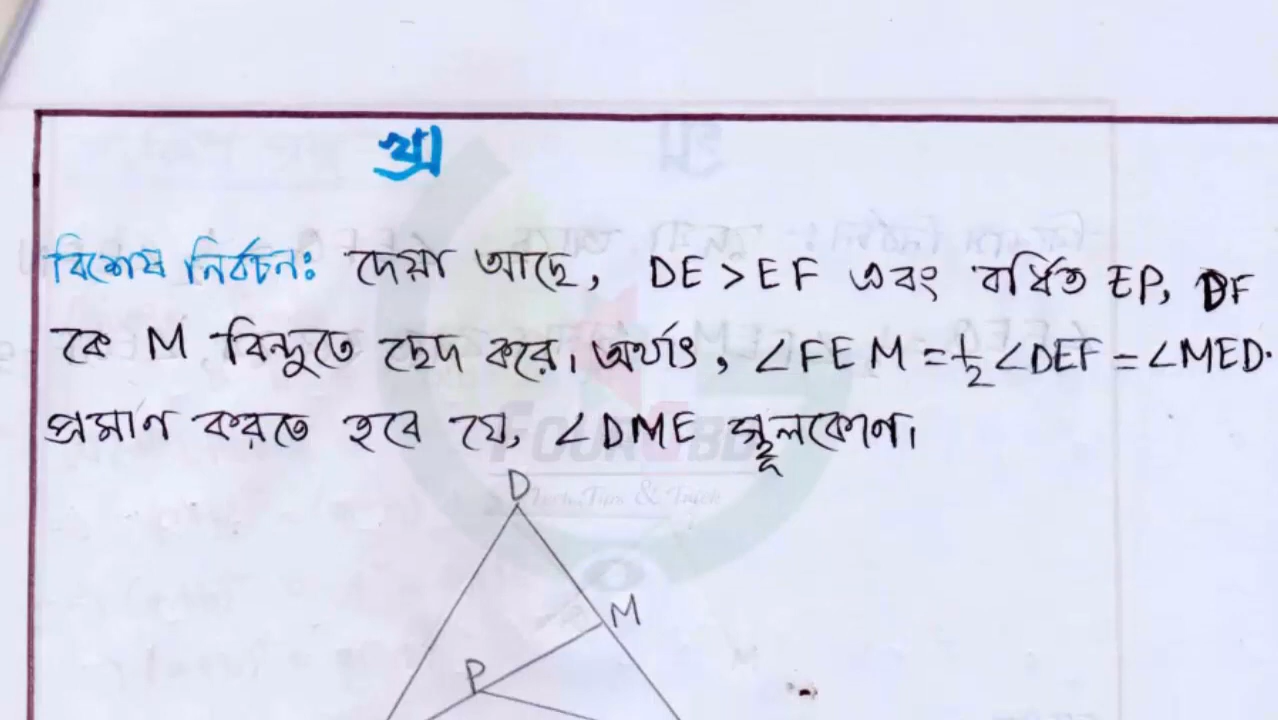 খ
বিশেষ নির্বচনঃ দেয়া আছে, DE > EF এবং বর্ধিত EP, DF
কে M বিন্দুতে ছেদ করে। অর্থাৎ, ∠FEM = ½ ∠DEF = ∠MED.
প্রমাণ করতে হবে যে, ∠DME স্থূলকোণ।
D
M
P